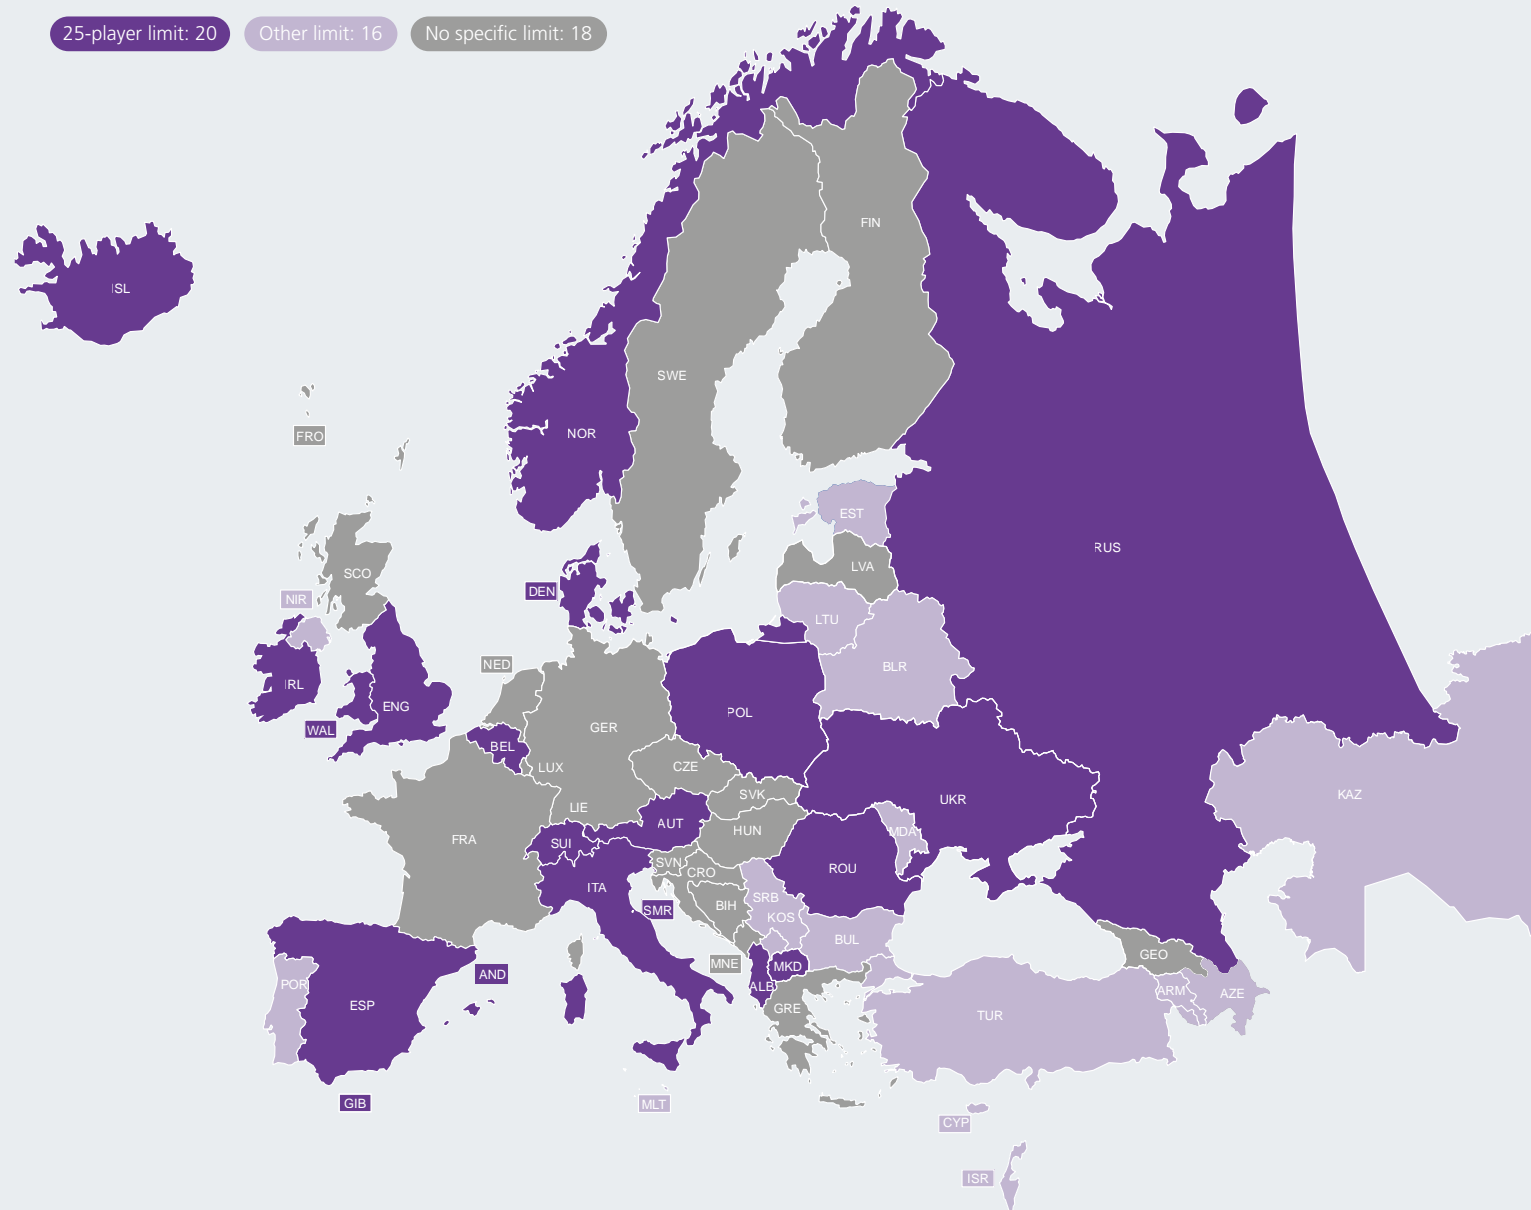 25-player limit: 20
Other limit: 16
No specific limit: 18
FIN
ISL
SWE
NOR
FRO
EST
RUS
LVA
SCO
DEN
NIR
LTU
NED
BLR
IRL
ENG
POL
GER
WAL
BEL
LUX
CZE
SVK
KAZ
UKR
LIE
AUT
HUN
MDA
FRA
SUI
SVN
CRO
ROU
ITA
SRB
BIH
SMR
KOS
BUL
GEO
MNE
MKD
AND
POR
ALB
ARM
AZE
ESP
GRE
TUR
GIB
MLT
CYP
ISR